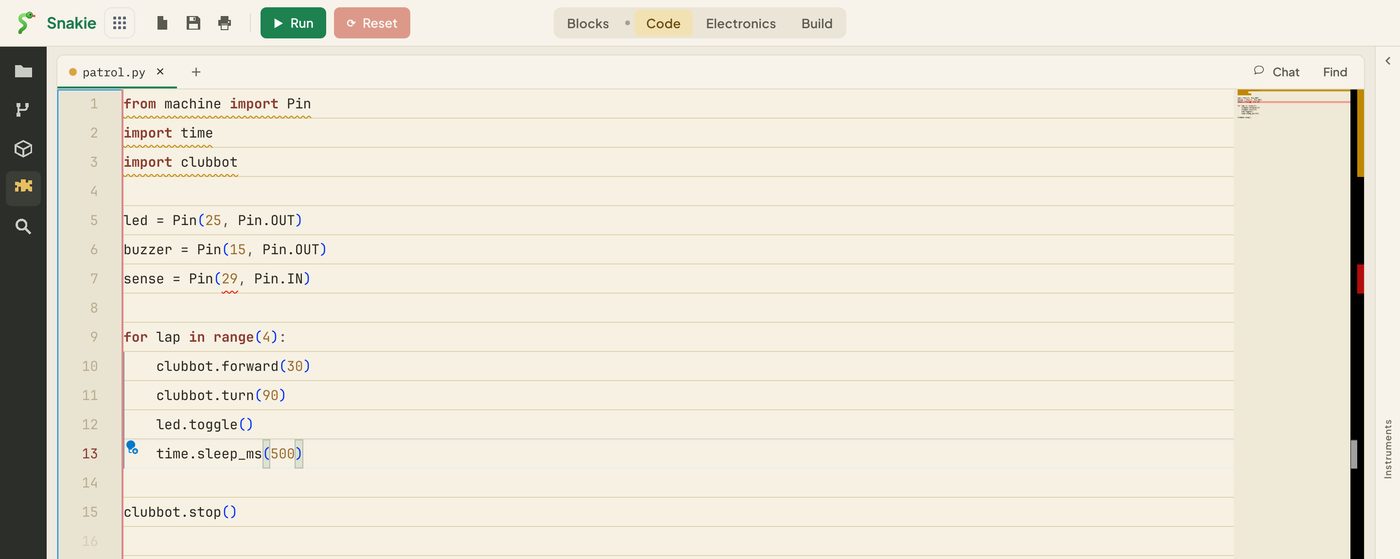 Snakie
Run
Reset
Blocks
Code
Electronics
Build
patrol.py
Chat
Find
1 from machine import Pin
2 import time
3 import clubbot
4
5 led = Pin(25, Pin.OUT)
6 buzzer = Pin(15, Pin.OUT)
7 sense = Pin(29, Pin.IN)
8
9 for lap in range(4):
10     clubbot.forward(30)
11     clubbot.turn(90)
12     led.toggle()
13     time.sleep_ms(500)
14
15 clubbot.stop()
16
Instruments